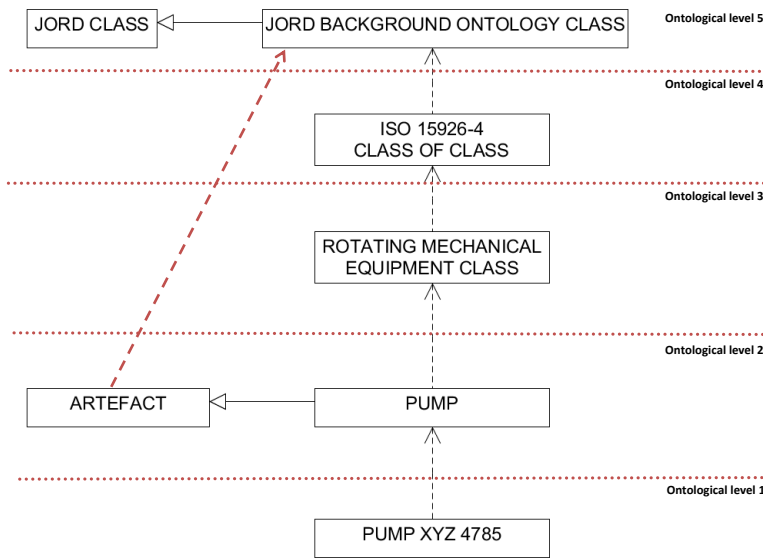 JORD CLASS
JORD BACKGROUND ONTOLOGY CLASS
Ontological level 5
Ontological level 4
ISO 15926-4
CLASS OF CLASS
Ontological level 3
ROTATING MECHANICAL
EQUIPMENT CLASS
Ontological level 2
ARTEFACT
PUMP
Ontological level 1
PUMP XYZ 4785